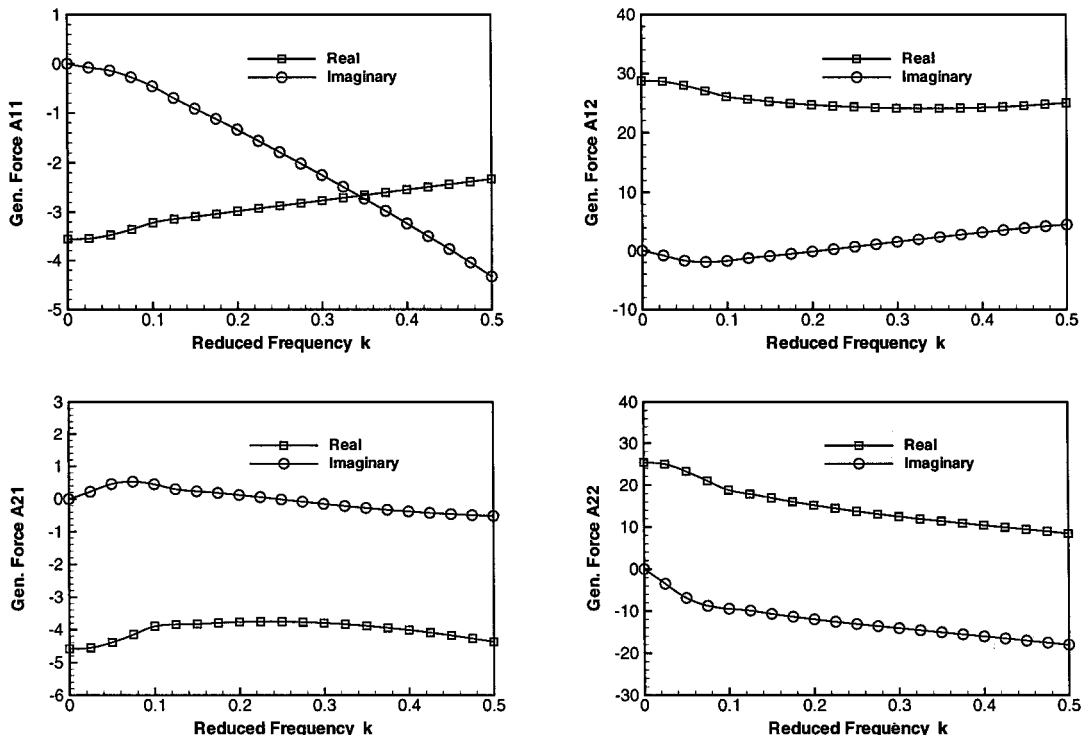 1
0
-1
-2
-3
-4
-5
Gen. Force A11
Real
Imaginary
0 0.1 0.2 0.3 0.4 0.5
Reduced Frequency k
40
30
20
10
0
-10
Gen. Force A12
Real
Imaginary
0 0.1 0.2 0.3 0.4 0.5
Reduced Frequency k
3
2
1
0
-1
-2
-3
-4
-5
-6
Gen. Force A21
Real
Imaginary
0 0.1 0.2 0.3 0.4 0.5
Reduced Frequency k
40
30
20
10
0
-10
-20
-30
Gen. Force A22
Real
Imaginary
0 0.1 0.2 0.3 0.4 0.5
Reduced Frequency k